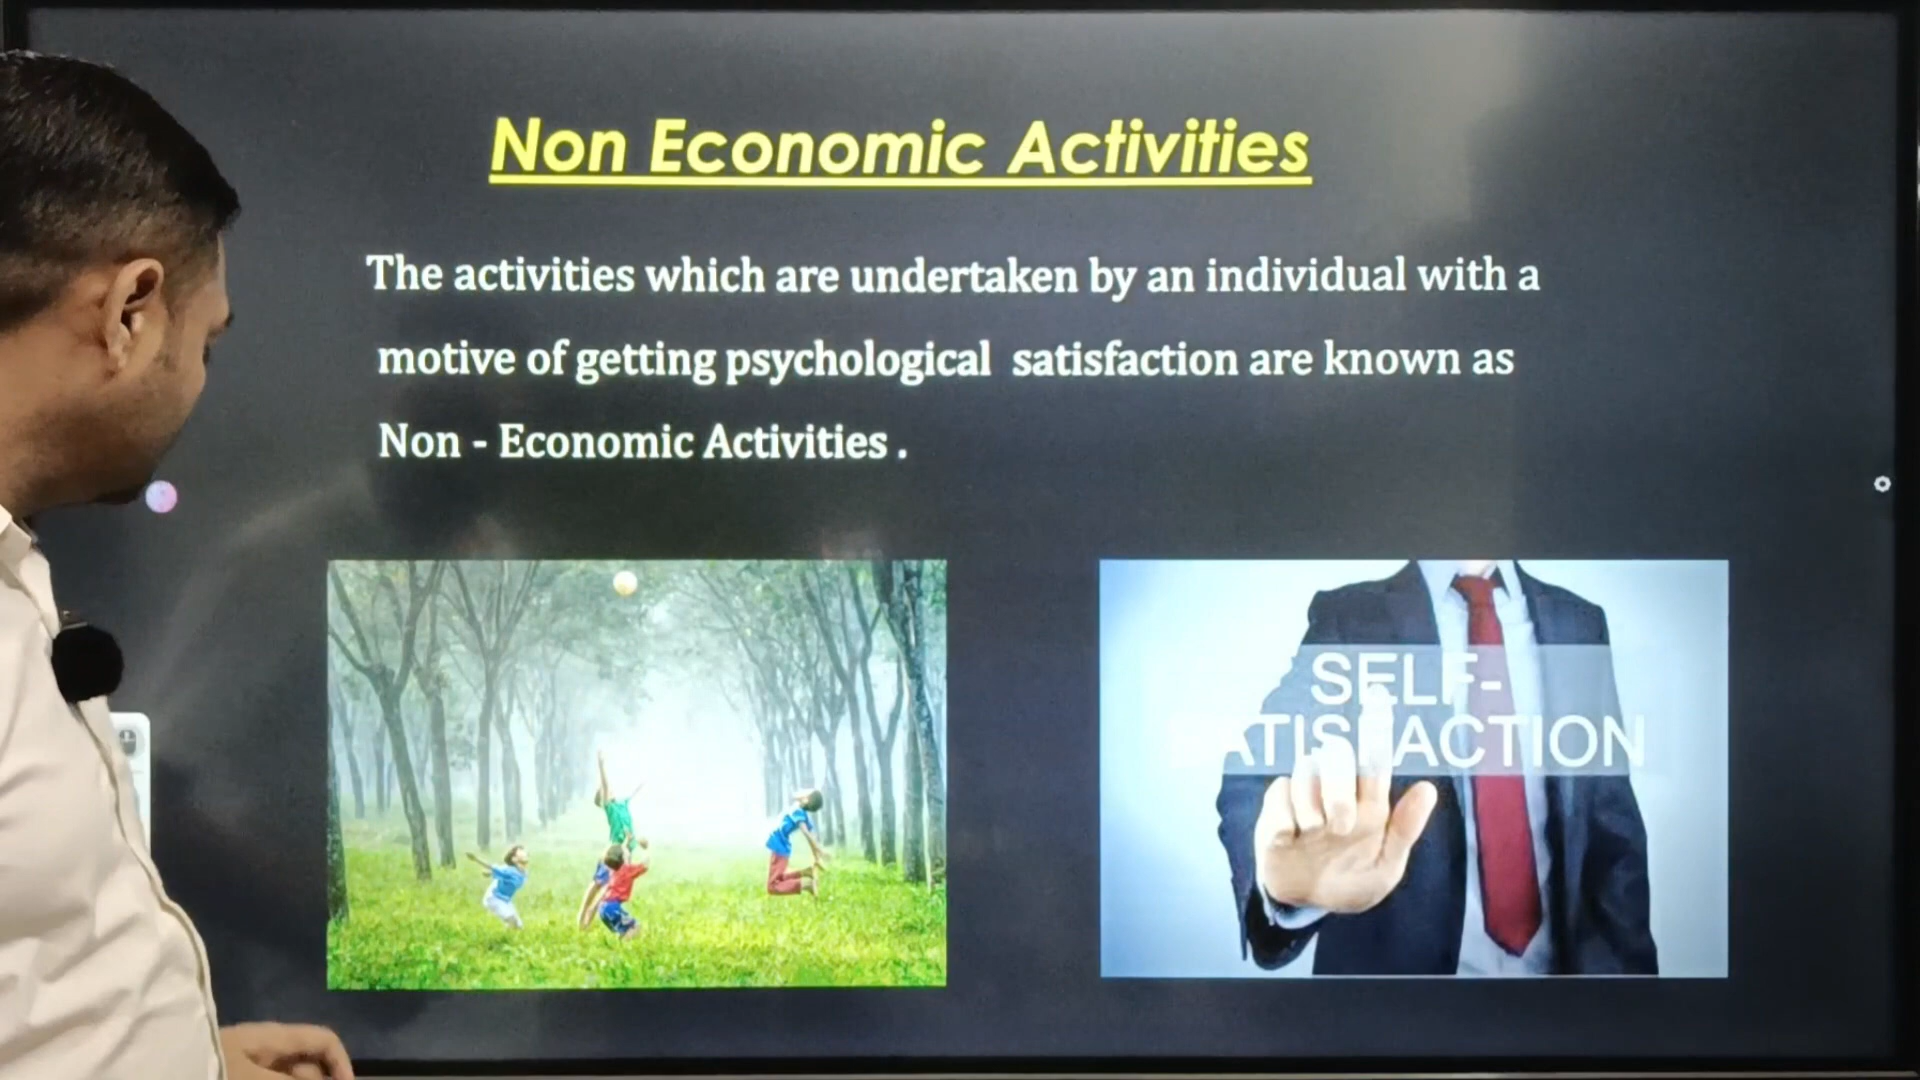 Non Economic Activities
The activities which are undertaken by an individual with a
motive of getting psychological satisfaction are known as
Non - Economic Activities .
SELF-
SATISFACTION